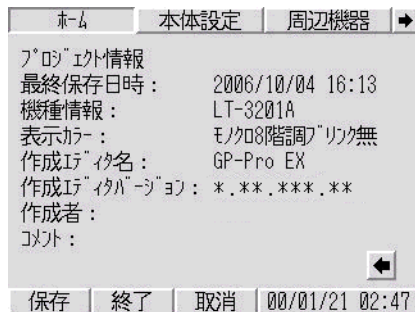 ホーム 本体設定 周辺機器
プロジェクト情報
最終保存日時： 2006/10/04 16:13
機種情報： LT-3201A
表示カラー： モノクロ8階調ブリンク無
作成エディタ名： GP-Pro EX
作成エディタバージョン： *.**.***.**
作成者：
コメント：
保存 終了 取消 00/01/21 02:47